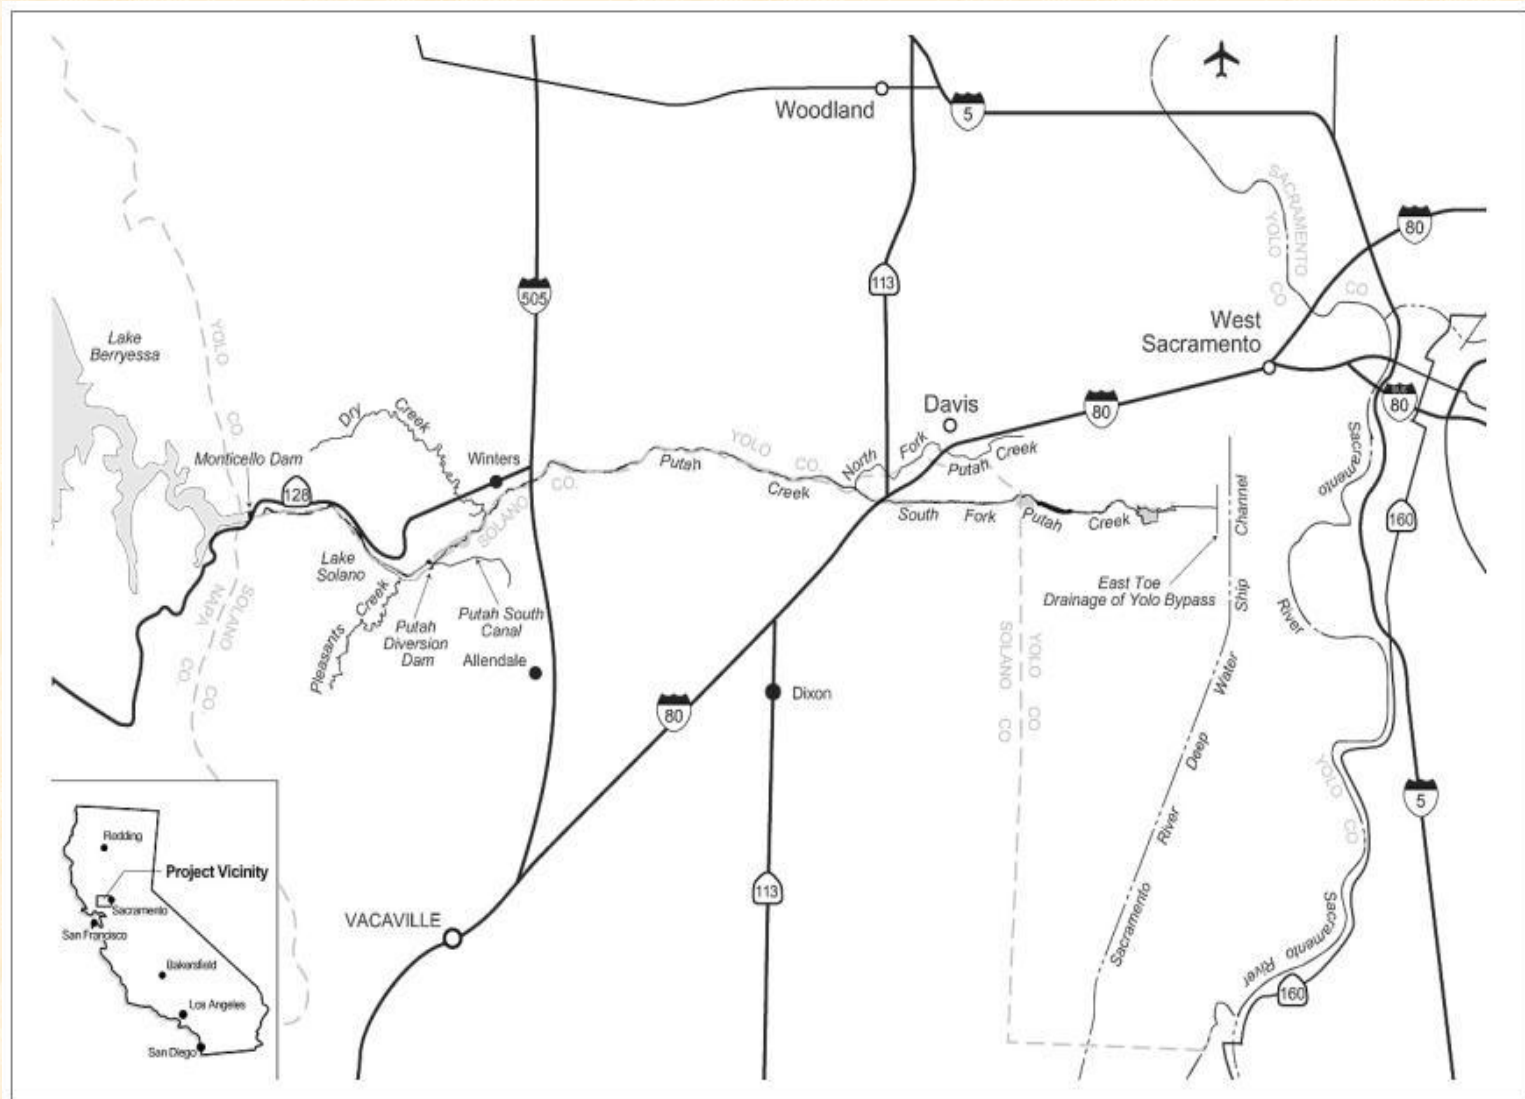 Woodland
5
SACRAMENTO
YOLO
CO
CO
80
505
113
Lake
Berryessa
YOLO
CO
West
Sacramento
Dry
Creek
Davis
80
BUS
80
Monticello Dam
128
Winters
YOLO
CO.
Putah
Creek
North
Fork
Putah
Creek
Sacramento
SOLANO
CO.
South
Fork
Putah
Creek
Channel
160
Lake
Solano
Pleasants
Creek
Putah
Diversion
Dam
Putah South
Canal
East Toe
Drainage of Yolo Bypass
Ship
River
SOLANO
CO.
NAPA
CO.
Allendale
SOLANO
CO
YOLO
CO
Water
Dixon
80
Deep
YOLO
CO
5
River
113
Sacramento
Sacramento River
160
VACAVILLE
Redding
Project Vicinity
Sacramento
San Francisco
Bakersfield
Los Angeles
San Diego